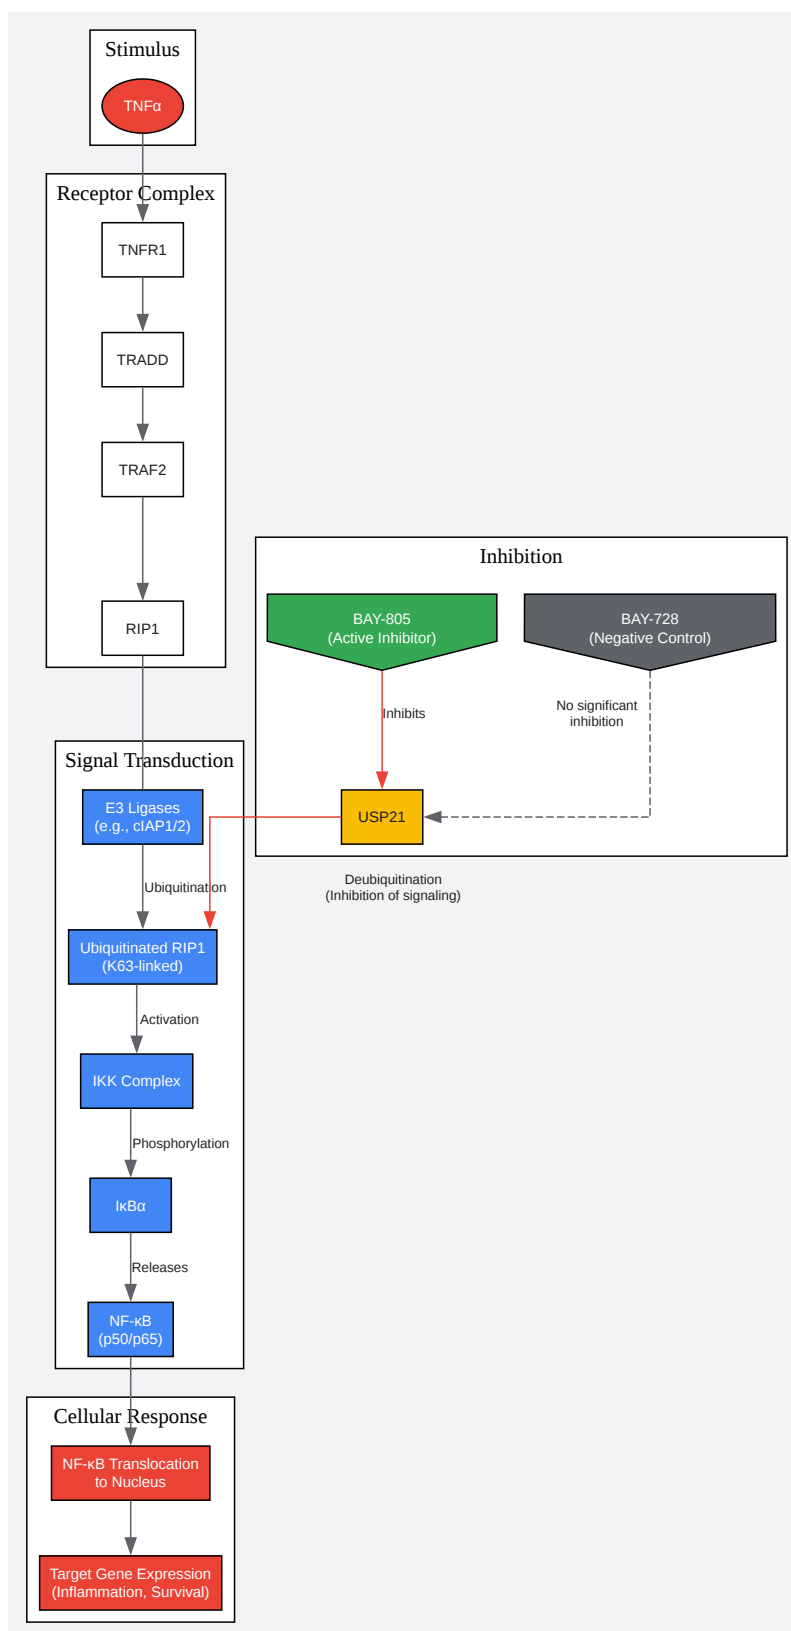 Stimulus
TNFα
Receptor Complex
TNFR1
TRADD
TRAF2
RIP1
Inhibition
BAY-805
(Active Inhibitor)
BAY-728
(Negative Control)
Inhibits
No significant
inhibition
USP21
Deubiquitination
(Inhibition of signaling)
Signal Transduction
E3 Ligases
(e.g., cIAP1/2)
Ubiquitination
Ubiquitinated RIP1
(K63-linked)
Activation
IKK Complex
Phosphorylation
IκBα
Releases
NF-κB
(p50/p65)
Cellular Response
NF-κB Translocation
to Nucleus
Target Gene Expression
(Inflammation, Survival)